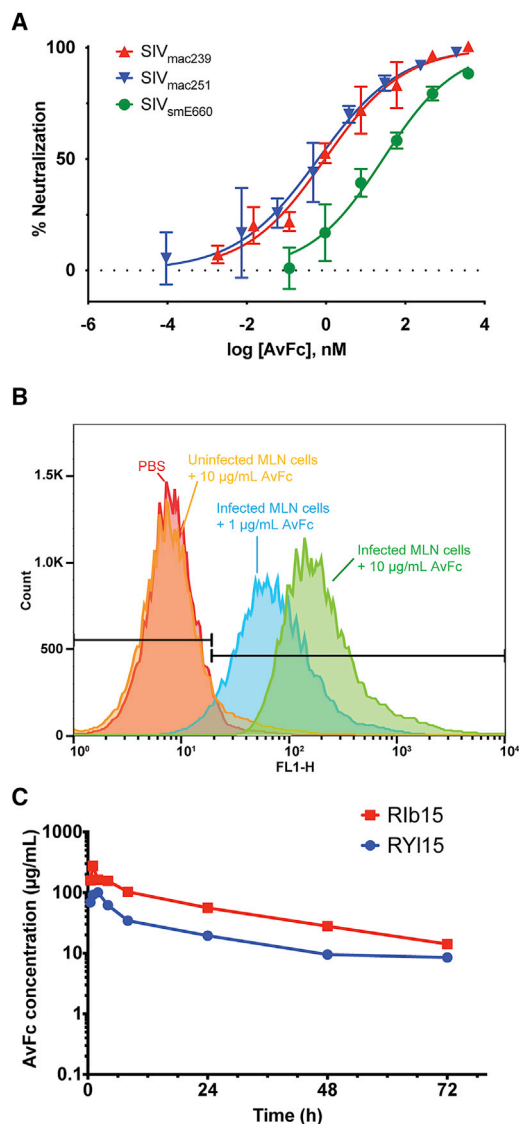 A
SIVmac239
SIVmac251
SIVsmE660
% Neutralization
100
50
0
-6 -4 -2 0 2 4
log [AvFc], nM
B
PBS
Uninfected MLN cells
+ 10 µg/mL AvFc
Infected MLN cells
+ 1 µg/mL AvFc
Infected MLN cells
+ 10 µg/mL AvFc
Count
1.5K
1.0K
500
0
10⁰ 10¹ 10² 10³ 10⁴
FL1-H
C
RIb15
RYl15
AvFc concentration (µg/mL)
1000
100
10
1
0.1
0 24 48 72
Time (h)